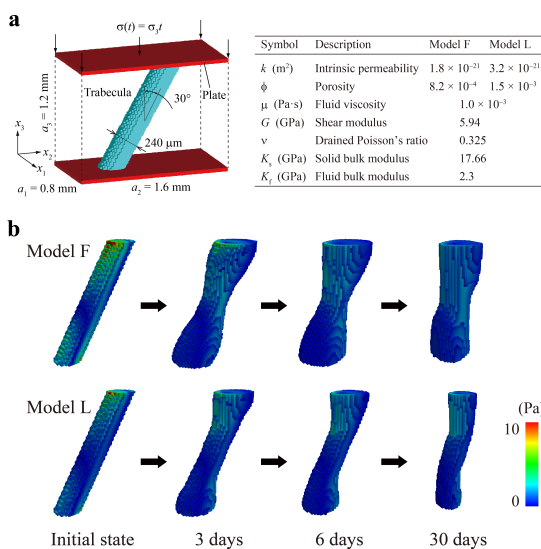 a
σ(t) = σ₃t
Trabecula
30°
Plate
240 μm
a₃ = 1.2 mm
x₃
x₂
x₁
a₁ = 0.8 mm
a₂ = 1.6 mm
Symbol Description Model F Model L
k (m²) Intrinsic permeability 1.8 × 10⁻²¹ 3.2 × 10⁻²¹
ϕ Porosity 8.2 × 10⁻⁴ 1.5 × 10⁻³
μ (Pa·s) Fluid viscosity 1.0 × 10⁻³
G (GPa) Shear modulus 5.94
ν Drained Poisson's ratio 0.325
Kₛ (GPa) Solid bulk modulus 17.66
K_f (GPa) Fluid bulk modulus 2.3
b
Model F
Model L
(Pa)
10
0
Initial state 3 days 6 days 30 days